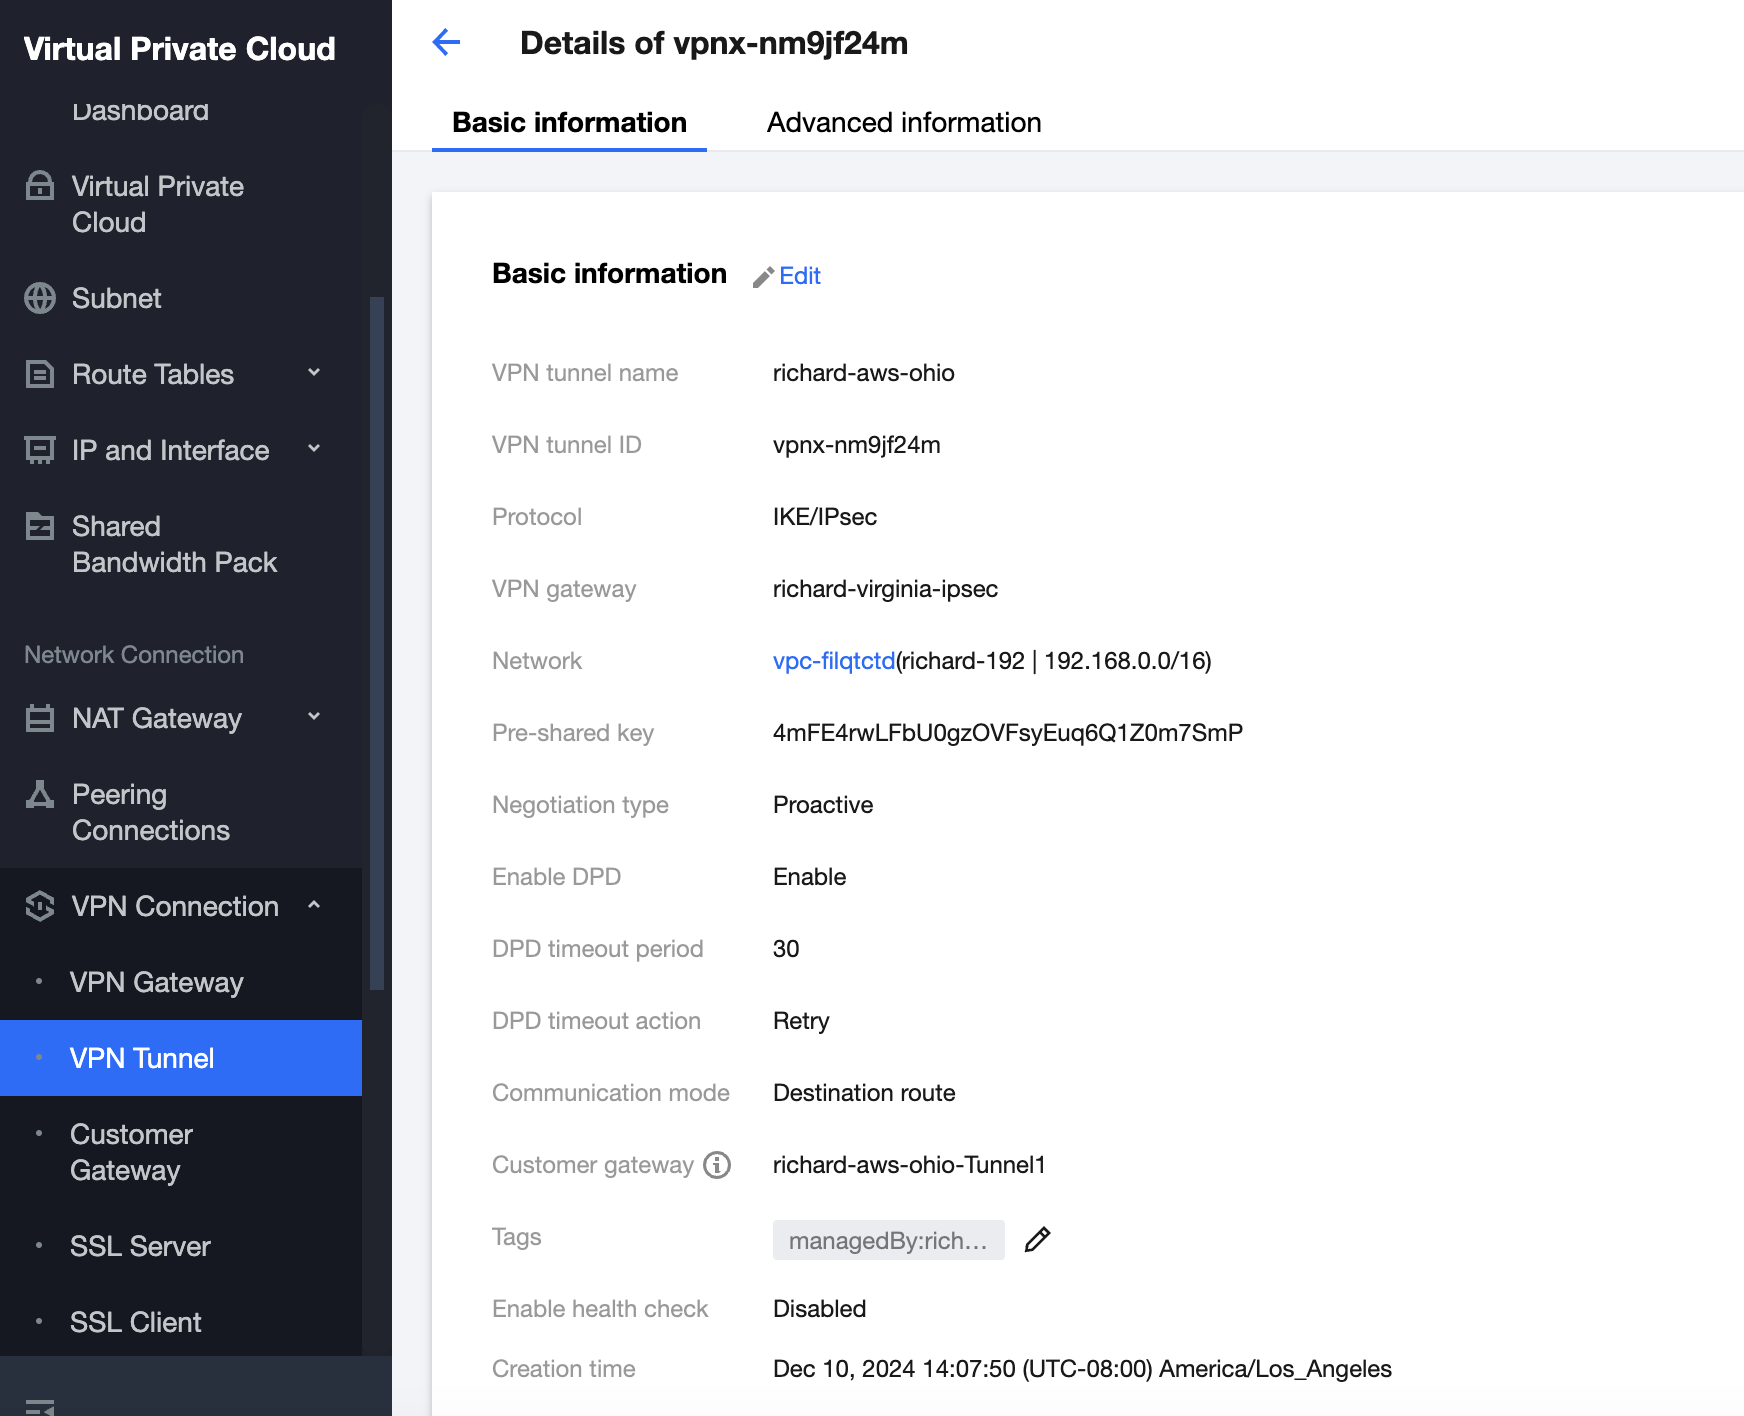 Virtual Private Cloud
Dashboard
Virtual Private
Cloud
Subnet
Route Tables
IP and Interface
Shared
Bandwidth Pack
Network Connection
NAT Gateway
Peering
Connections
VPN Connection
VPN Gateway
VPN Tunnel
Customer
Gateway
SSL Server
SSL Client
Details of vpnx-nm9jf24m
Basic information
Advanced information
Basic information Edit
VPN tunnel name richard-aws-ohio
VPN tunnel ID vpnx-nm9jf24m
Protocol IKE/IPsec
VPN gateway richard-virginia-ipsec
Network vpc-filqtctd(richard-192 | 192.168.0.0/16)
Pre-shared key 4mFE4rwLFbU0gzOVFsyEuq6Q1Z0m7SmP
Negotiation type Proactive
Enable DPD Enable
DPD timeout period 30
DPD timeout action Retry
Communication mode Destination route
Customer gateway richard-aws-ohio-Tunnel1
Tags managedBy:rich...
Enable health check Disabled
Creation time Dec 10, 2024 14:07:50 (UTC-08:00) America/Los_Angeles